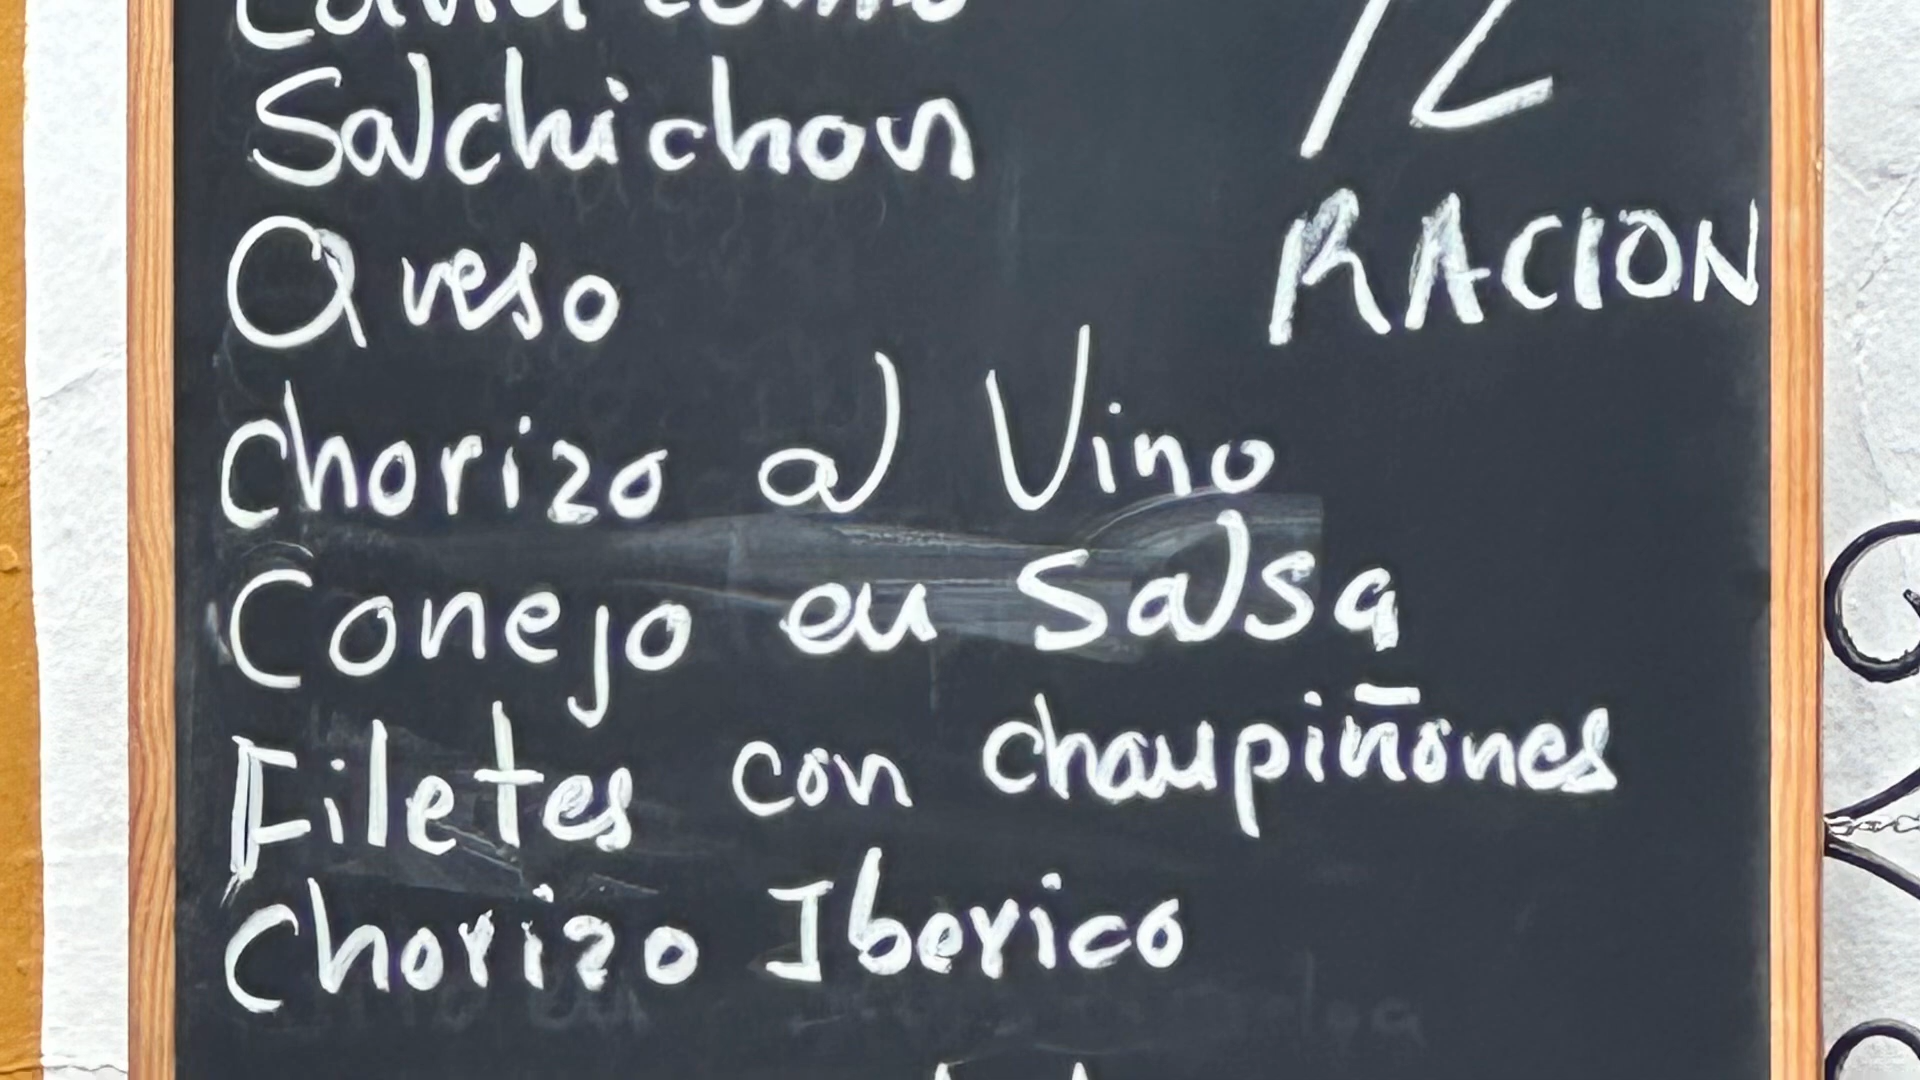 Salchichon
Queso
RACION
Chorizo al Vino
Conejo en Salsa
Filetes con champiñones
Chorizo Iberico